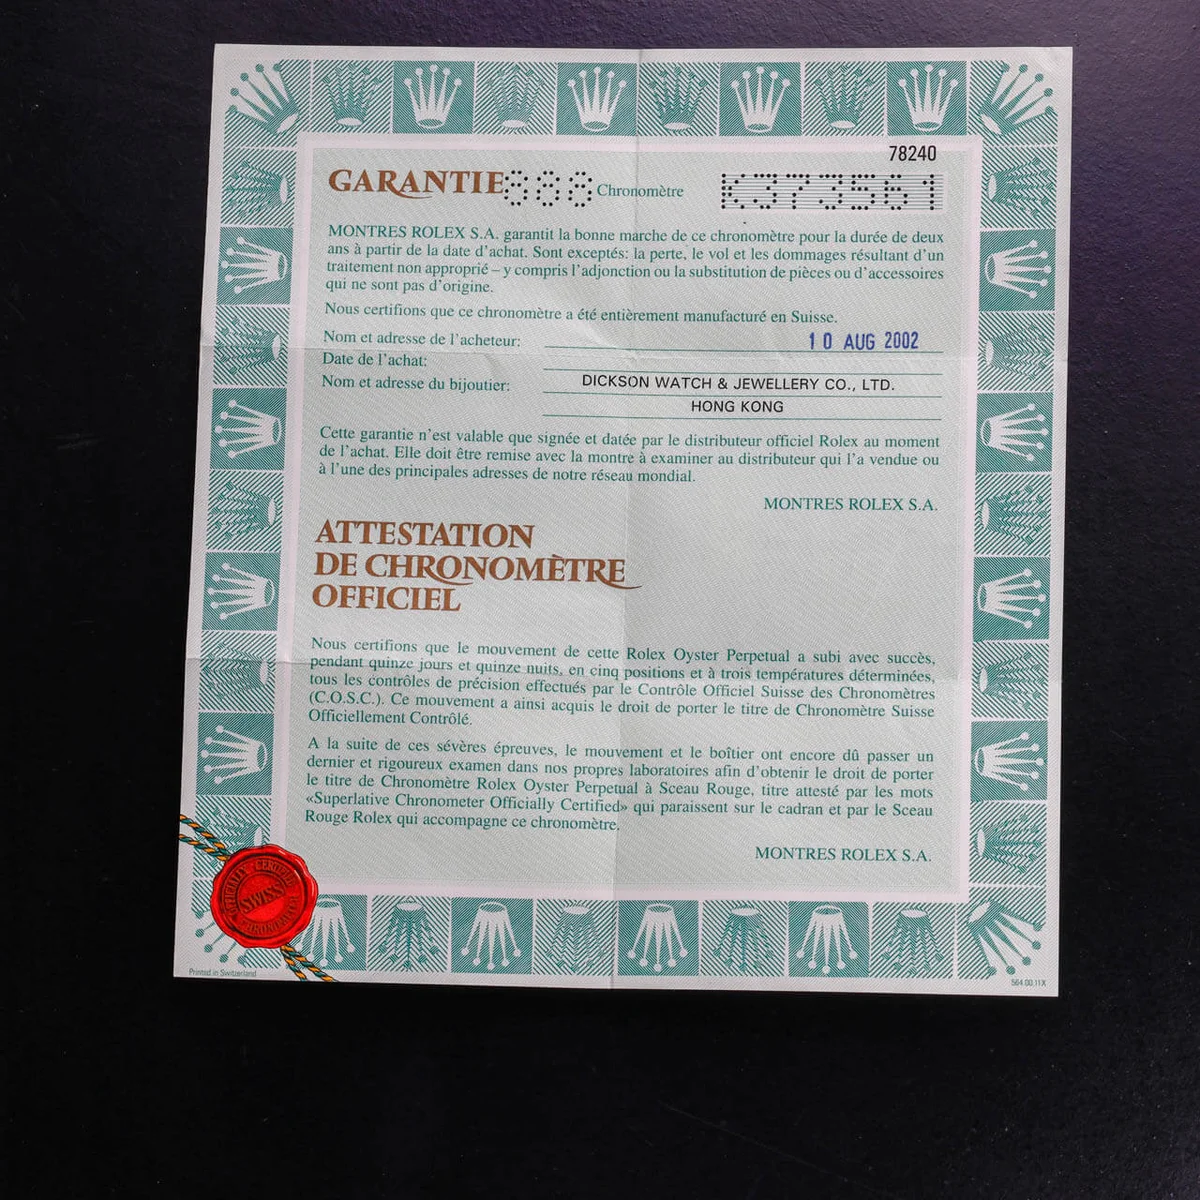 78240
GARANTIE 888 Chronomètre K373561
MONTRES ROLEX S.A. garantit la bonne marche de ce chronomètre pour la durée de deux
ans à partir de la date d’achat. Sont exceptés: la perte, le vol et les dommages résultant d’un
traitement non approprié – y compris l’adjonction ou la substitution de pièces ou d’accessoires
qui ne sont pas d’origine.
Nous certifions que ce chronomètre a été entièrement manufacturé en Suisse.
Nom et adresse de l’acheteur: 10 AUG 2002
Date de l’achat:
Nom et adresse du bijoutier: DICKSON WATCH & JEWELLERY CO., LTD.
HONG KONG
Cette garantie n’est valable que signée et datée par le distributeur officiel Rolex au moment
de l’achat. Elle doit être remise avec la montre à examiner au distributeur qui l’a vendue ou
à l’une des principales adresses de notre réseau mondial.
MONTRES ROLEX S.A.
ATTESTATION
DE CHRONOMÈTRE
OFFICIEL
Nous certifions que le mouvement de cette Rolex Oyster Perpetual a subi avec succès,
pendant quinze jours et quinze nuits, en cinq positions et à trois températures déterminées,
tous les contrôles de précision effectués par le Contrôle Officiel Suisse des Chronomètres
(C.O.S.C.). Ce mouvement a ainsi acquis le droit de porter le titre de Chronomètre Suisse
Officiellement Contrôlé.
A la suite de ces sévères épreuves, le mouvement et le boîtier ont encore dû passer un
dernier et rigoureux examen dans nos propres laboratoires afin d’obtenir le droit de porter
le titre de Chronomètre Rolex Oyster Perpetual à Sceau Rouge, titre attesté par les mots
«Superlative Chronometer Officially Certified» qui paraissent sur le cadran et par le Sceau
Rouge Rolex qui accompagne ce chronomètre.
MONTRES ROLEX S.A.
OFFICIALLY CERTIFIED
SWISS
CHRONOMETER
Printed in Switzerland
564.00.11X